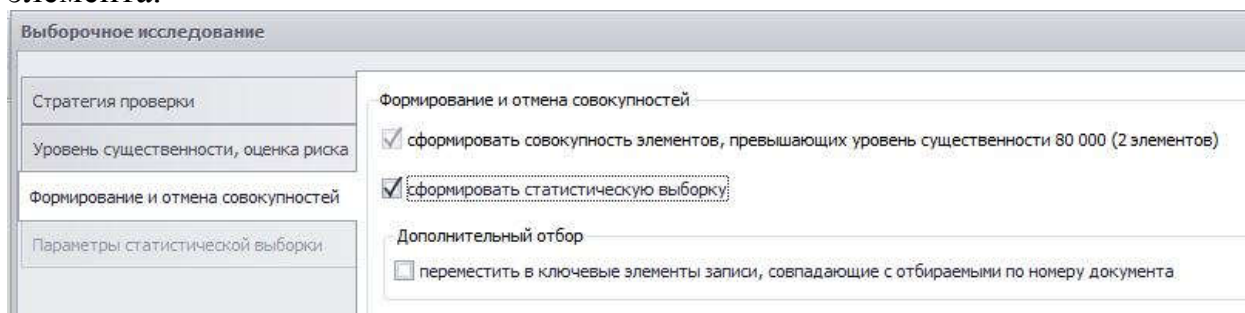 элемента.
Выборочное исследование
Стратегия проверки
Уровень существенности, оценка риска
Формирование и отмена совокупностей
Параметры статистической выборки
Формирование и отмена совокупностей
сформировать совокупность элементов, превышающих уровень существенности 80 000 (2 элементов)
сформировать статистическую выборку
Дополнительный отбор
переместить в ключевые элементы записи, совпадающие с отбираемыми по номеру документа